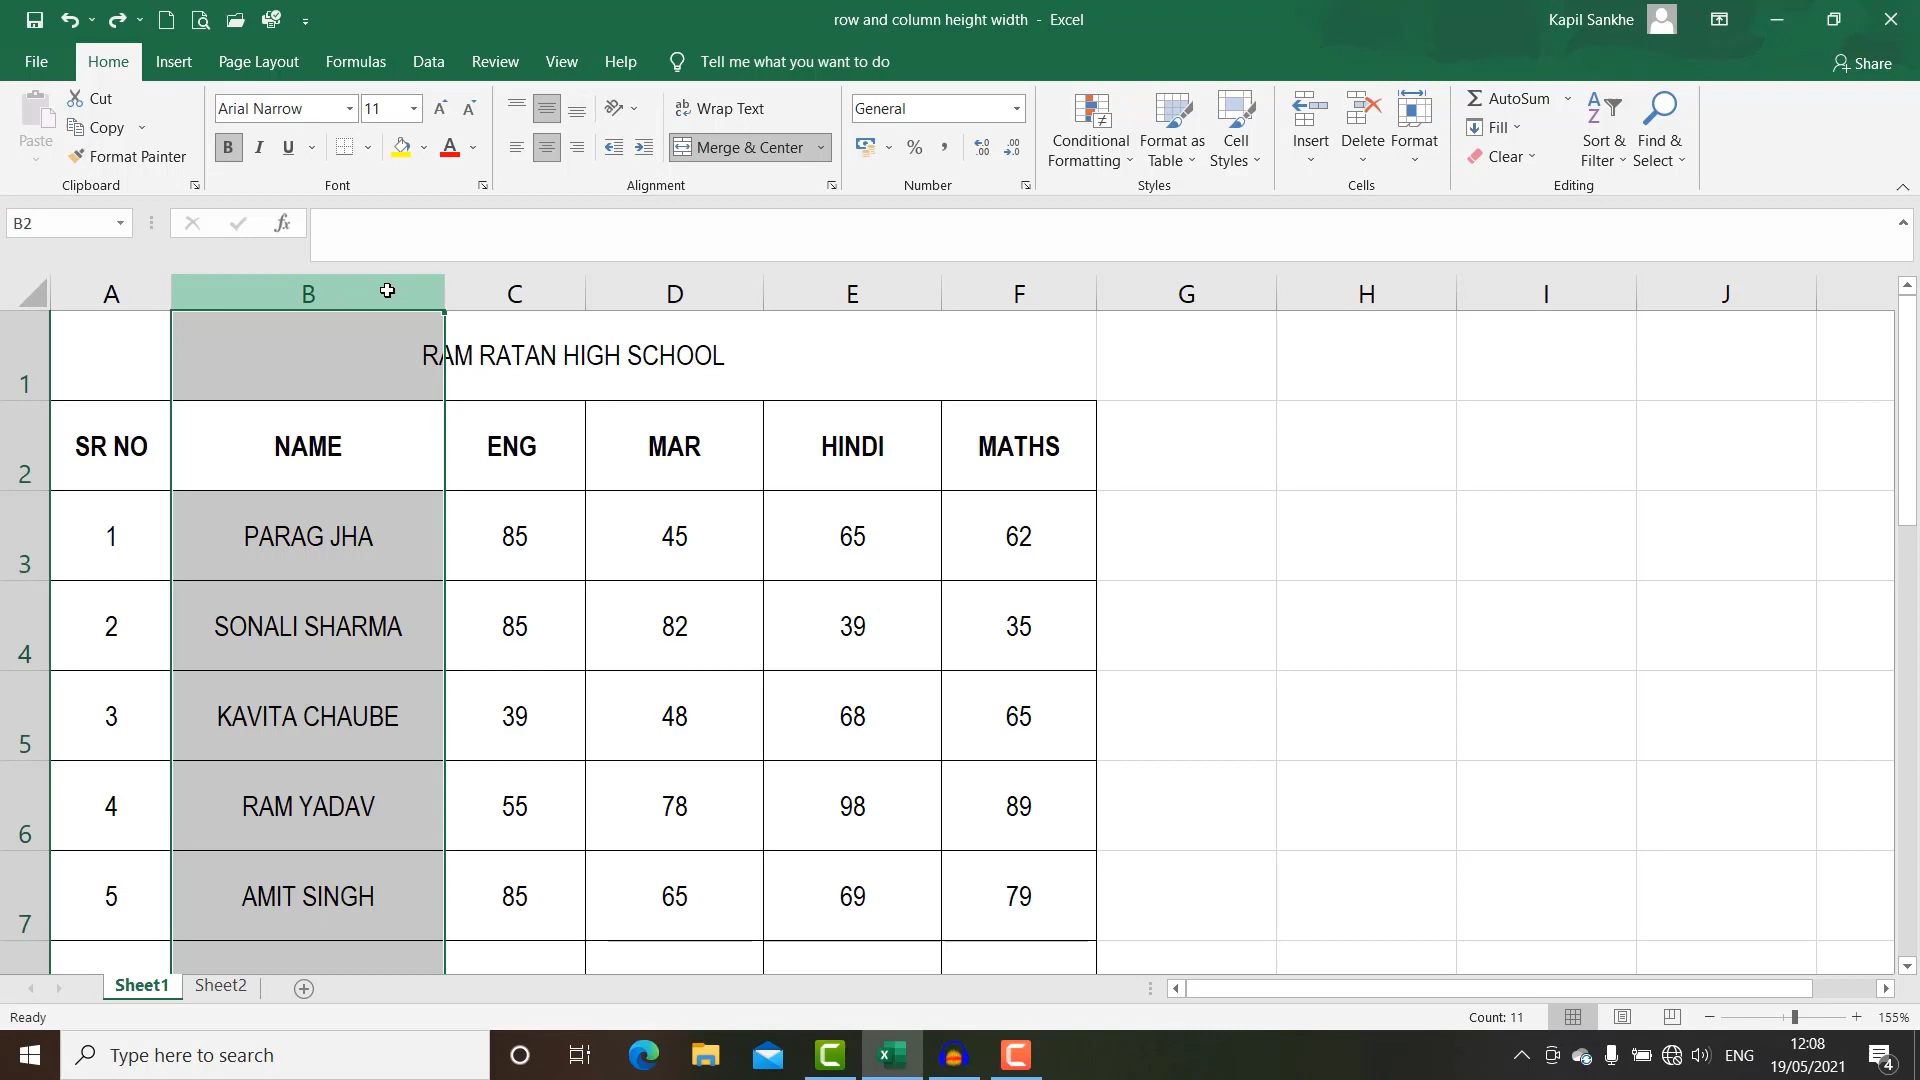 row and column height width - Excel
Kapil Sankhe
File Home Insert Page Layout Formulas Data Review View Help Tell me what you want to do Share
Paste
Cut
Copy
Format Painter
Clipboard
Arial Narrow 11
B I U
Font
Wrap Text
Merge & Center
Alignment
General
Number
Conditional Formatting
Format as Table
Cell Styles
Styles
Insert Delete Format
Cells
AutoSum
Fill
Clear
Sort & Filter
Find & Select
Editing
B2 fx
A B C D E F G H I J
1 RAM RATAN HIGH SCHOOL
2 SR NO NAME ENG MAR HINDI MATHS
3 1 PARAG JHA 85 45 65 62
4 2 SONALI SHARMA 85 82 39 35
5 3 KAVITA CHAUBE 39 48 68 65
6 4 RAM YADAV 55 78 98 89
7 5 AMIT SINGH 85 65 69 79
Sheet1 Sheet2
Ready Count: 11 155%
Type here to search
ENG
12:08
19/05/2021
4